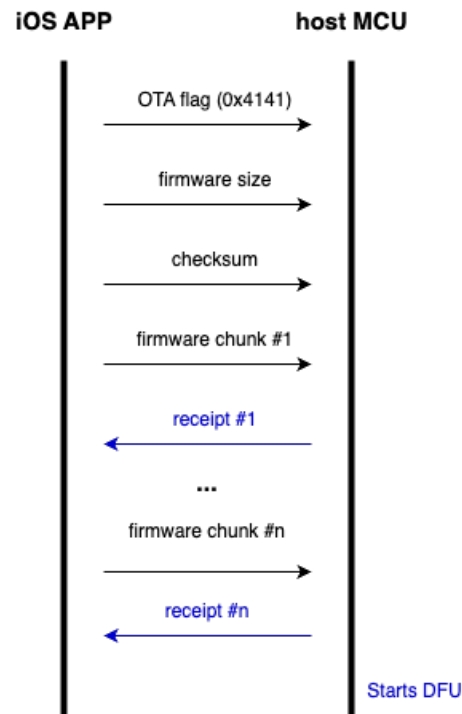 iOS APP
host MCU
OTA flag (0x4141)
firmware size
checksum
firmware chunk #1
receipt #1
...
firmware chunk #n
receipt #n
Starts DFU